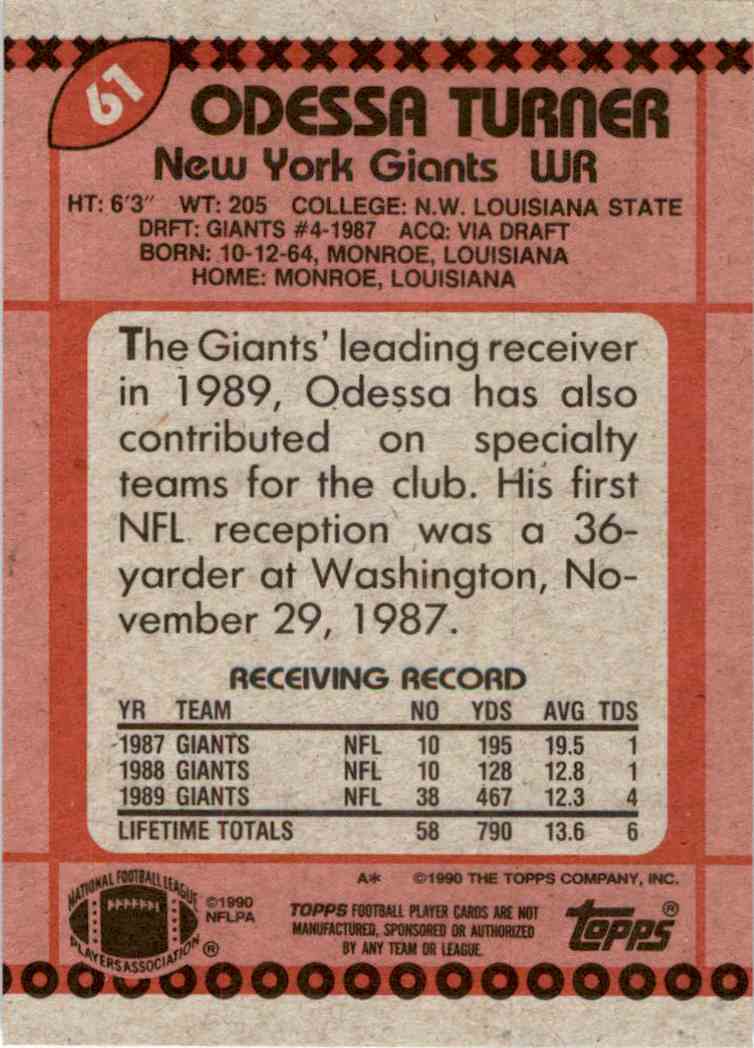 61
ODESSA TURNER
New York Giants WR
HT: 6'3" WT: 205 COLLEGE: N.W. LOUISIANA STATE
DRFT: GIANTS #4-1987 ACQ: VIA DRAFT
BORN: 10-12-64, MONROE, LOUISIANA
HOME: MONROE, LOUISIANA
The Giants' leading receiver
in 1989, Odessa has also
contributed on specialty
teams for the club. His first
NFL reception was a 36-
yarder at Washington, No-
vember 29, 1987.
RECEIVING RECORD
YR TEAM NO YDS AVG TDS
1987 GIANTS NFL 10 195 19.5 1
1988 GIANTS NFL 10 128 12.8 1
1989 GIANTS NFL 38 467 12.3 4
LIFETIME TOTALS 58 790 13.6 6
A* ©1990 THE TOPPS COMPANY, INC.
NATIONAL FOOTBALL LEAGUE
PLAYERS ASSOCIATION ®
©1990
NFLPA
TOPPS FOOTBALL PLAYER CARDS ARE NOT
MANUFACTURED, SPONSORED OR AUTHORIZED
BY ANY TEAM OR LEAGUE.
topps®